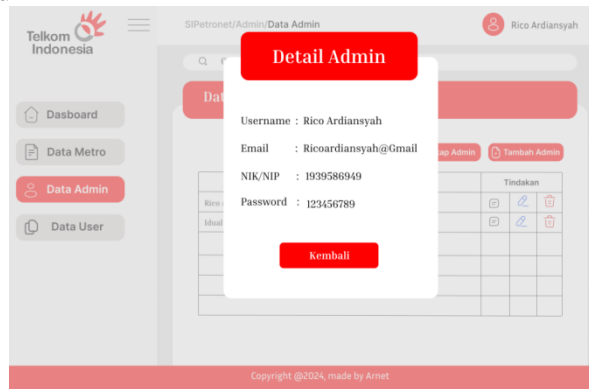 Telkom
Indonesia
SIPetronet/Admin/Data Admin
Rico Ardiansyah
Detail Admin
Dasboard
Data Metro
Data Admin
Data User
Username : Rico Ardiansyah
Email : Ricoardiansyah@Gmail
NIK/NIP : 1939586949
Password : 123456789
Kembali
Admin
Tambah Admin
Tindakan
Copyright @2024, made by Arnet